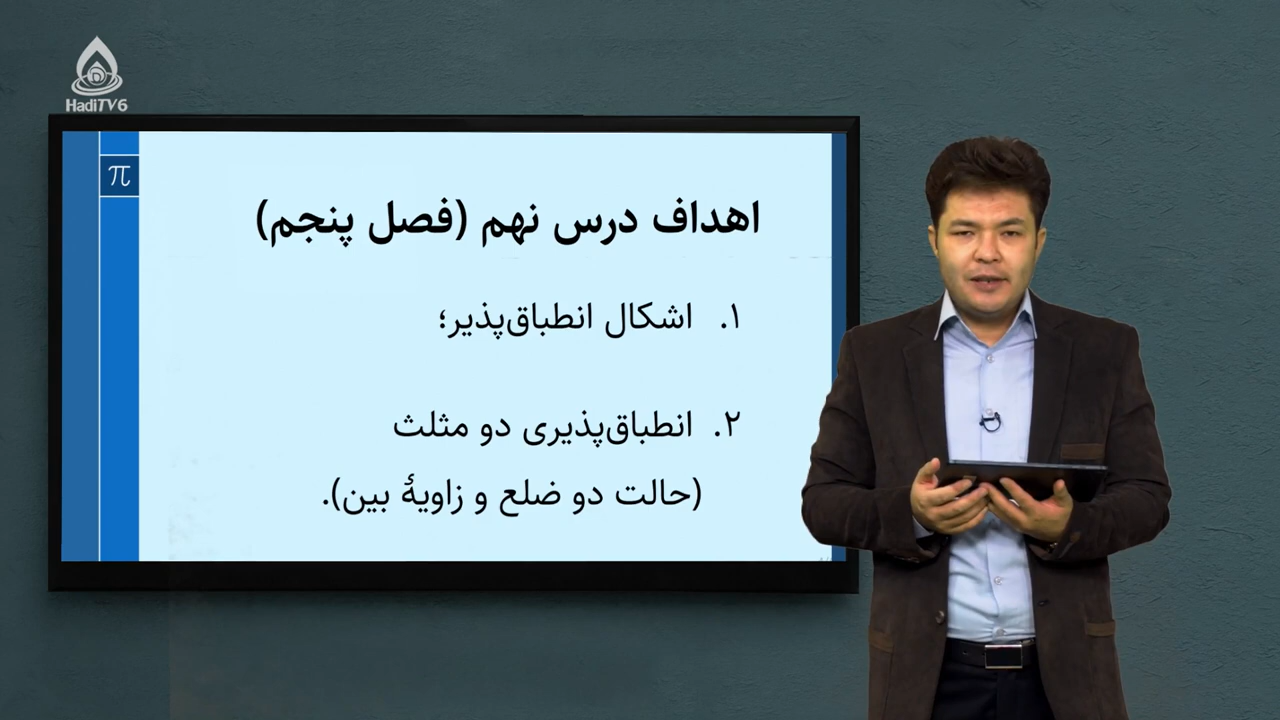 HadiTV6
π
اهداف درس نهم (فصل پنجم)
۱. اشکال انطباق‌پذیر؛
۲. انطباق‌پذیری دو مثلث
(حالت دو ضلع و زاویهٔ بین).